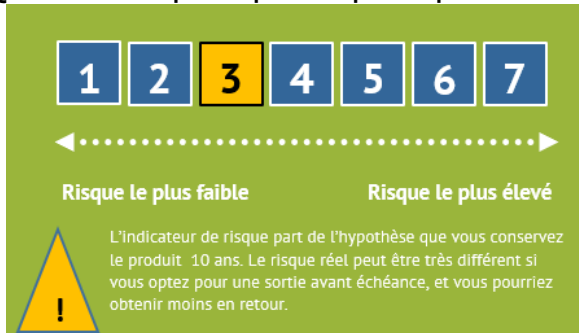 1 2 3 4 5 6 7
Risque le plus faible Risque le plus élevé
L'indicateur de risque part de l'hypothèse que vous conservez
le produit 10 ans. Le risque réel peut être très différent si
vous optez pour une sortie avant échéance, et vous pourriez
obtenir moins en retour.
!